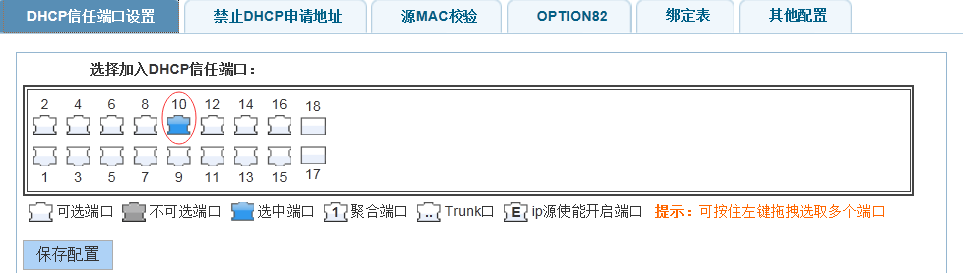 DHCP信任端口设置 禁止DHCP申请地址 源MAC校验 OPTION82 绑定表 其他配置
选择加入DHCP信任端口：
2 4 6 8 10 12 14 16 18
1 3 5 7 9 11 13 15 17
可选端口 不可选端口 选中端口 1 聚合端口 .. Trunk口 E ip源使能开启端口 提示：可按住左键拖拽选取多个端口
保存配置